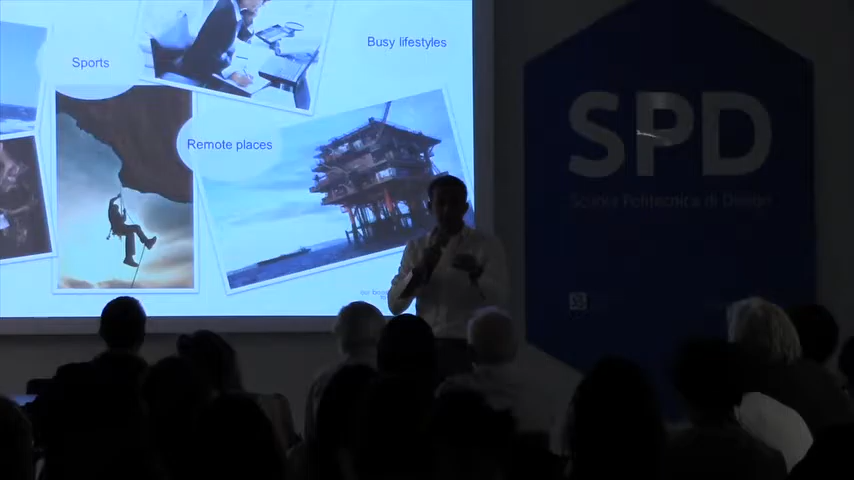 Busy lifestyles
Sports
Remote places
SPD
Scuola Politecnica di Design